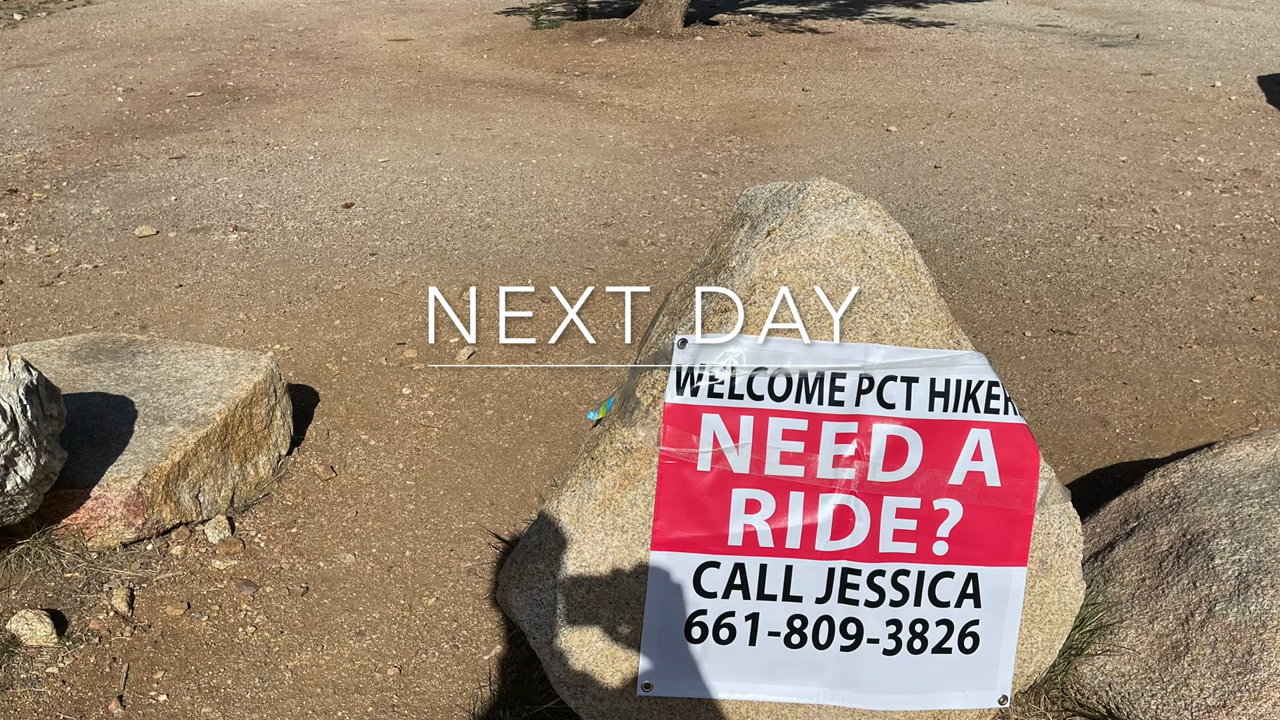 NEXT DAY
WELCOME PCT HIKER
NEED A
RIDE?
CALL JESSICA
661-809-3826